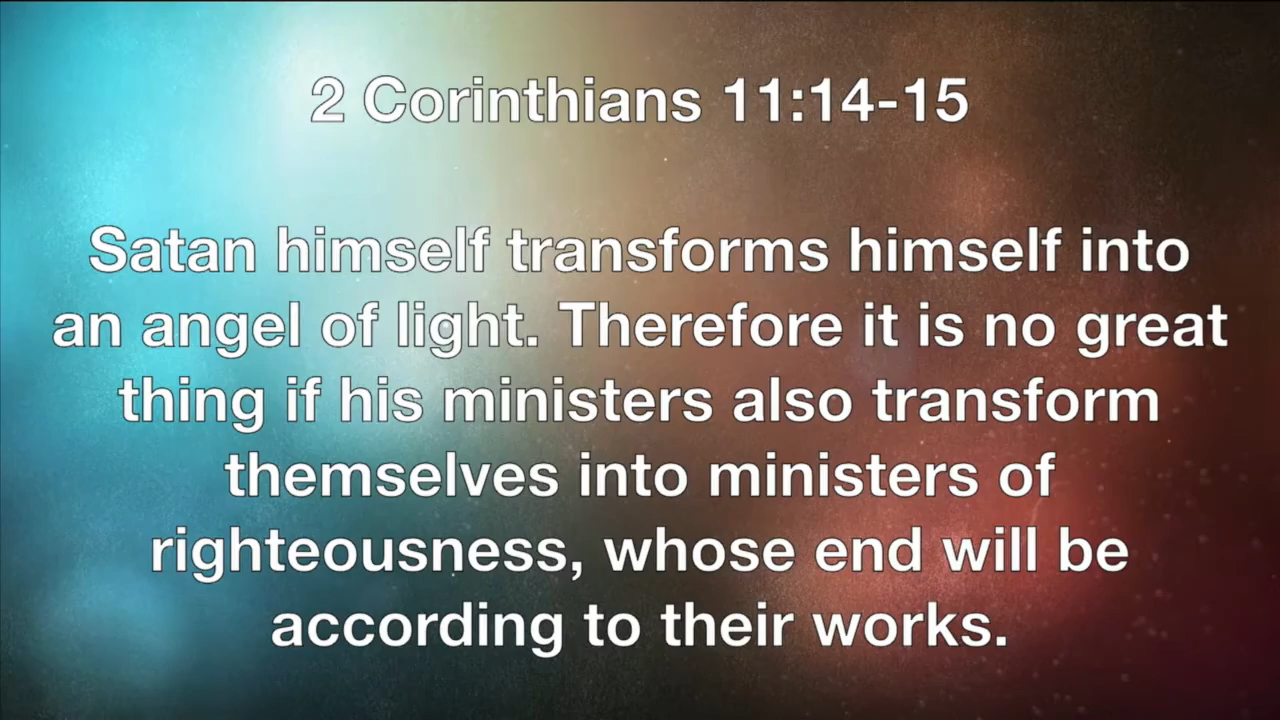 2 Corinthians 11:14-15
Satan himself transforms himself into
an angel of light. Therefore it is no great
thing if his ministers also transform
themselves into ministers of
righteousness, whose end will be
according to their works.